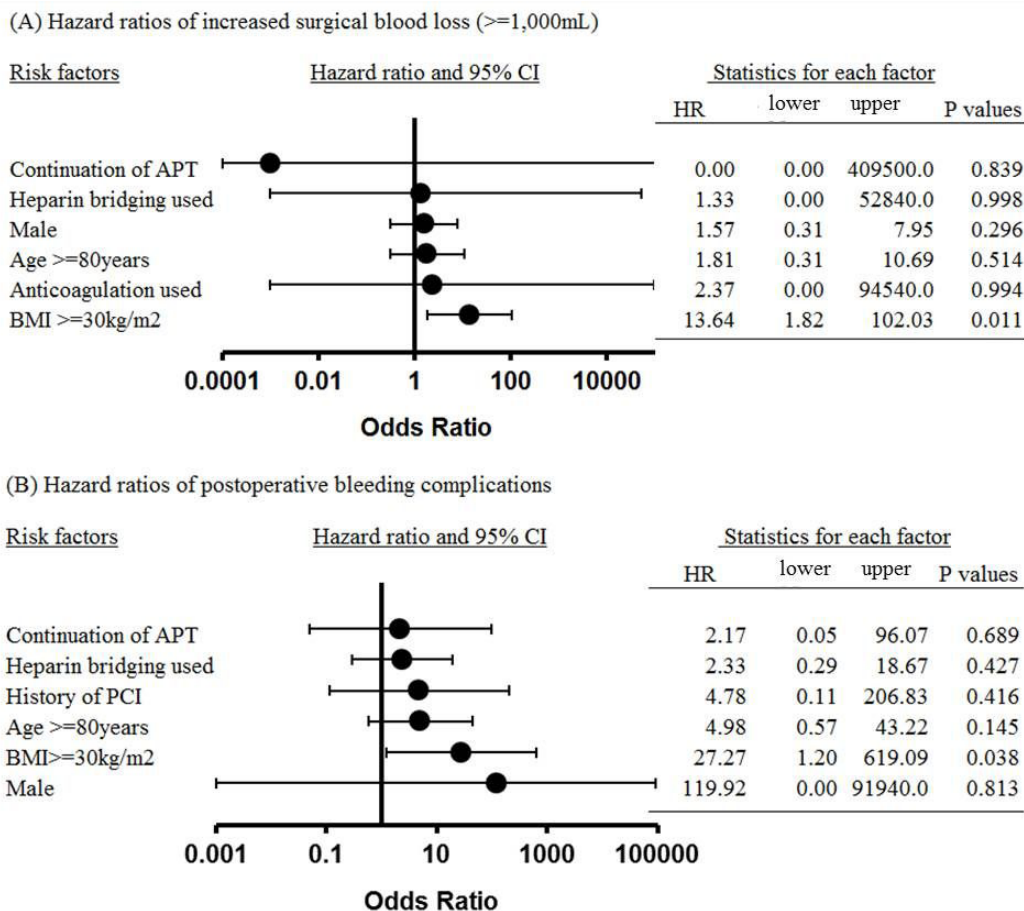 (A) Hazard ratios of increased surgical blood loss (>=1,000mL)
Risk factors Hazard ratio and 95% CI Statistics for each factor
HR lower upper P values
Continuation of APT 0.00 0.00 409500.0 0.839
Heparin bridging used 1.33 0.00 52840.0 0.998
Male 1.57 0.31 7.95 0.296
Age >=80years 1.81 0.31 10.69 0.514
Anticoagulation used 2.37 0.00 94540.0 0.994
BMI >=30kg/m2 13.64 1.82 102.03 0.011
0.0001 0.01 1 100 10000
Odds Ratio
(B) Hazard ratios of postoperative bleeding complications
Risk factors Hazard ratio and 95% CI Statistics for each factor
HR lower upper P values
Continuation of APT 2.17 0.05 96.07 0.689
Heparin bridging used 2.33 0.29 18.67 0.427
History of PCI 4.78 0.11 206.83 0.416
Age >=80years 4.98 0.57 43.22 0.145
BMI>=30kg/m2 27.27 1.20 619.09 0.038
Male 119.92 0.00 91940.0 0.813
0.001 0.1 10 1000 100000
Odds Ratio